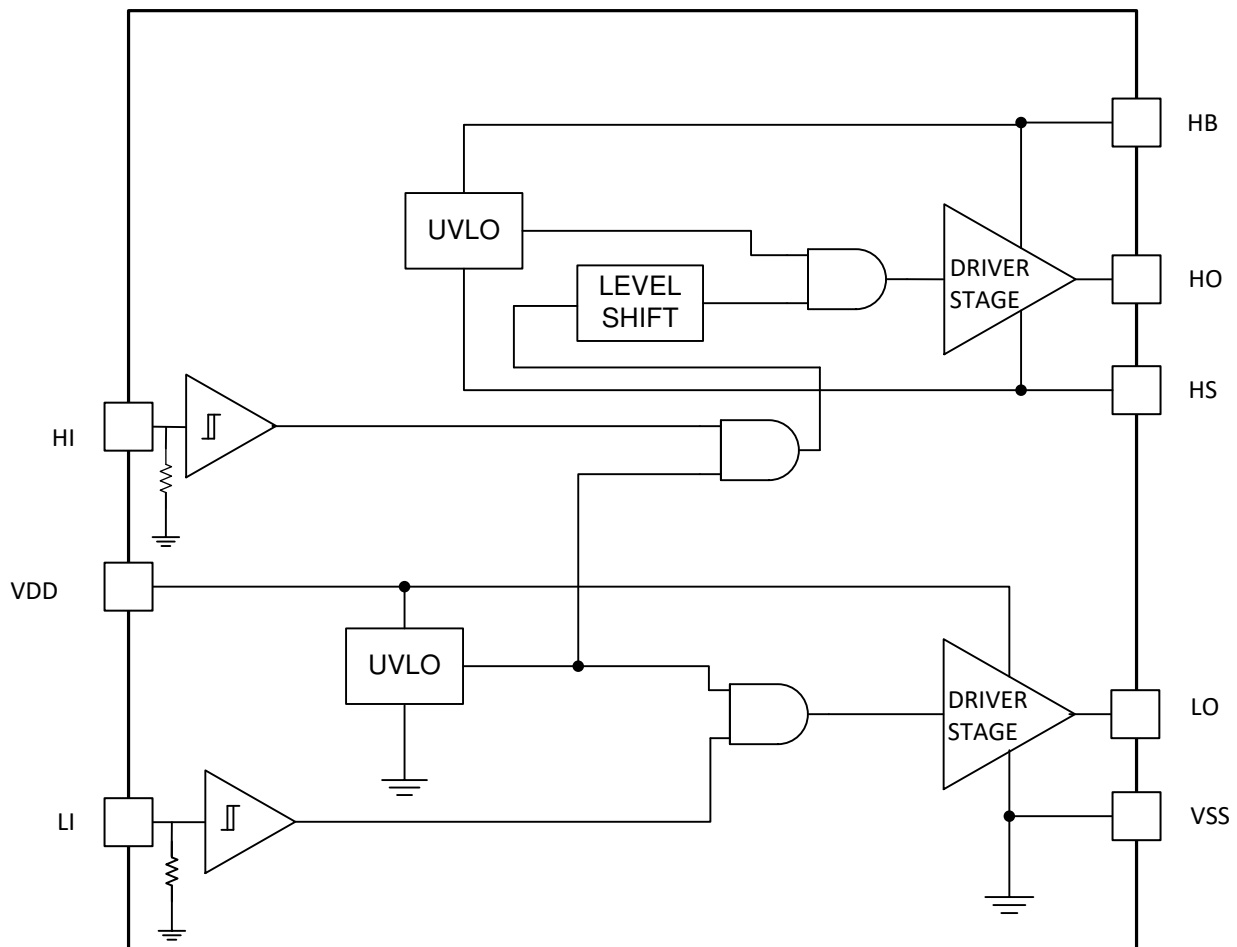 HB
UVLO
LEVEL
SHIFT
DRIVER
STAGE
HO
HS
HI
VDD
UVLO
DRIVER
STAGE
LO
LI
VSS